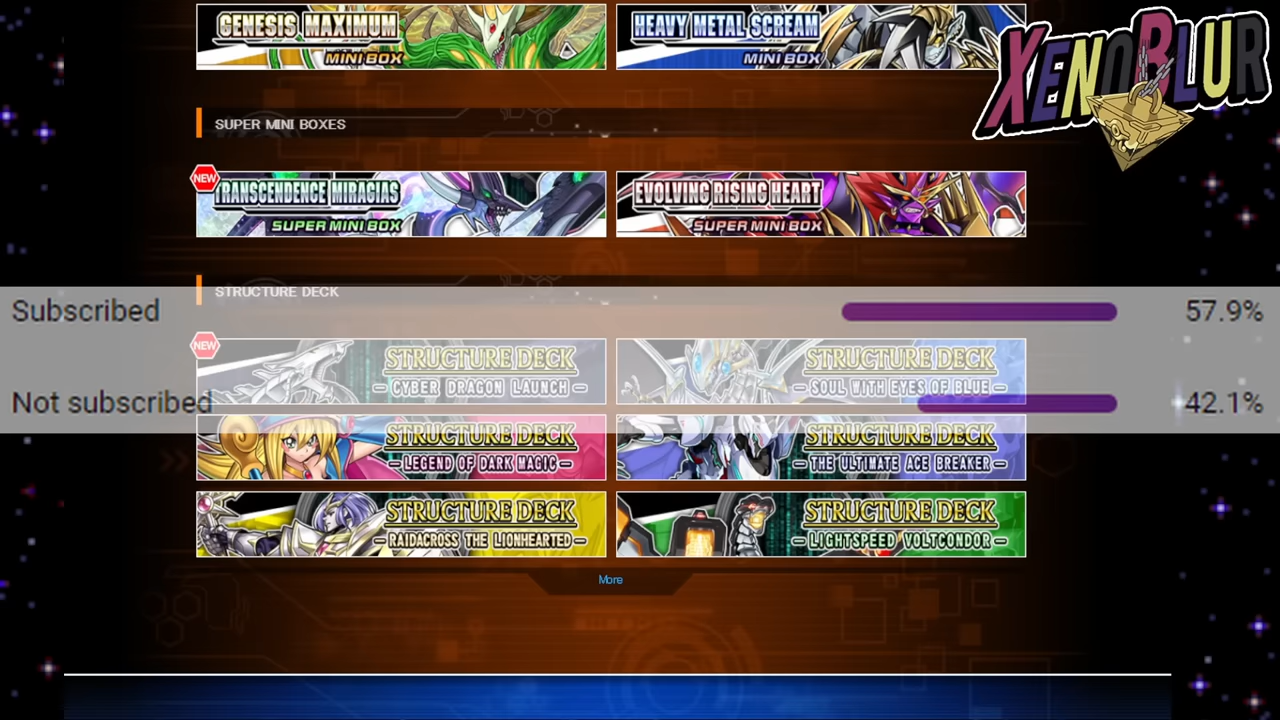 GENESIS MAXIMUM
MINI BOX
HEAVY METAL SCREAM
MINI BOX
XENOBLUR
SUPER MINI BOXES
NEW
TRANSCENDENCE MIRAGIAS
SUPER MINI BOX
EVOLVING RISING HEART
SUPER MINI BOX
STRUCTURE DECK
Subscribed
57.9%
NEW
STRUCTURE DECK
– CYBER DRAGON LAUNCH –
STRUCTURE DECK
– SOUL WITH EYES OF BLUE –
Not subscribed
42.1%
STRUCTURE DECK
– LEGEND OF DARK MAGIC –
STRUCTURE DECK
– THE ULTIMATE ACE BREAKER –
STRUCTURE DECK
– RAIDACROSS THE LIONHEARTED –
STRUCTURE DECK
– LIGHTSPEED VOLTCONDOR –
More